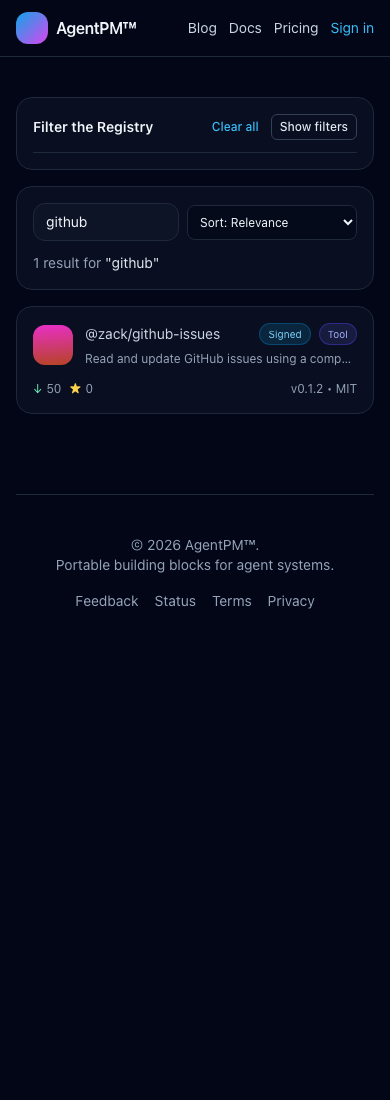 AgentPM™ Blog Docs Pricing Sign in
Filter the Registry Clear all Show filters
github Sort: Relevance
1 result for "github"
@zack/github-issues Signed Tool
Read and update GitHub issues using a comp...
↓ 50 ★ 0 v0.1.2 • MIT
© 2026 AgentPM™.
Portable building blocks for agent systems.
Feedback Status Terms Privacy